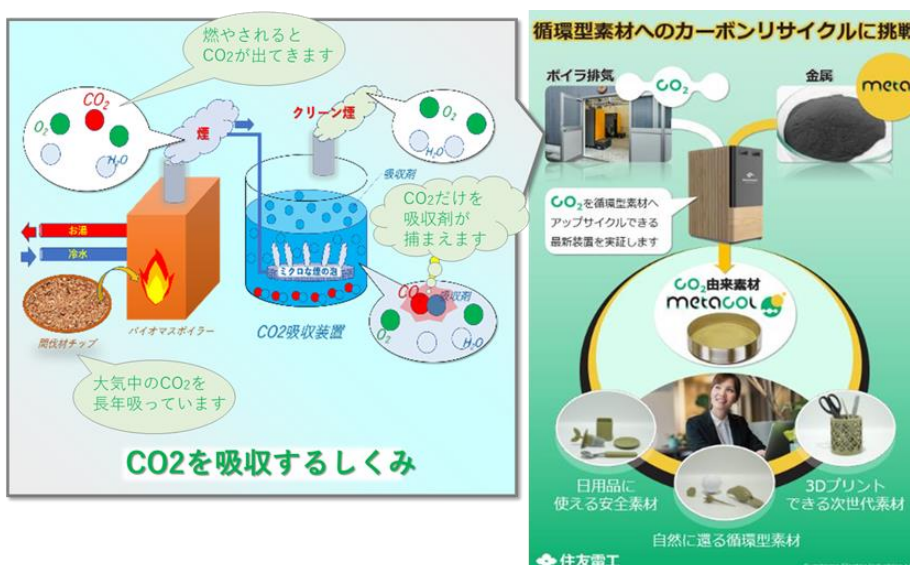 燃やされると
CO2が出てきます
CO2
O2
H2O
煙
クリーン煙
O2
H2O
吸収剤
CO2だけを
吸収剤が
捕まえます
お湯
冷水
ミクロな煙の泡
CO2
吸収剤
O2
H2O
間伐材チップ
バイオマスボイラー
CO2吸収装置
大気中のCO2を
長年吸っています
CO2を吸収するしくみ
循環型素材へのカーボンリサイクルに挑戦
ボイラ排気
CO2
金属
meta
CO2を循環型素材へ
アップサイクルできる
最新装置を実証します
CO2由来素材
metacol
日用品に
使える安全素材
3Dプリント
できる次世代素材
自然に還る循環型素材
住友電工